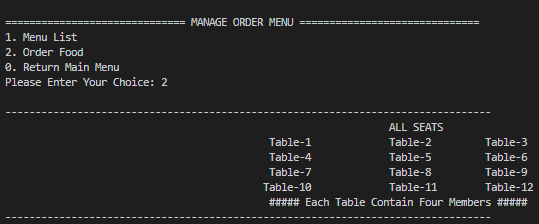 ============================== MANAGE ORDER MENU ==============================
1. Menu List
2. Order Food
0. Return Main Menu
Please Enter Your Choice: 2
---------------------------------------------------------------------------------
ALL SEATS
Table-1 Table-2 Table-3
Table-4 Table-5 Table-6
Table-7 Table-8 Table-9
Table-10 Table-11 Table-12
##### Each Table Contain Four Members #####
---------------------------------------------------------------------------------